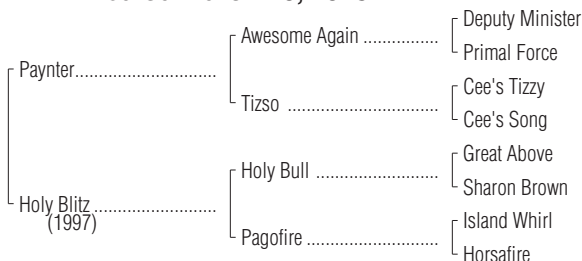 Deputy Minister
Awesome Again
Primal Force
Paynter
Cee's Tizzy
Tizso
Cee's Song
Great Above
Holy Bull
Sharon Brown
Holy Blitz
(1997)
Island Whirl
Pagofire
Horsafire